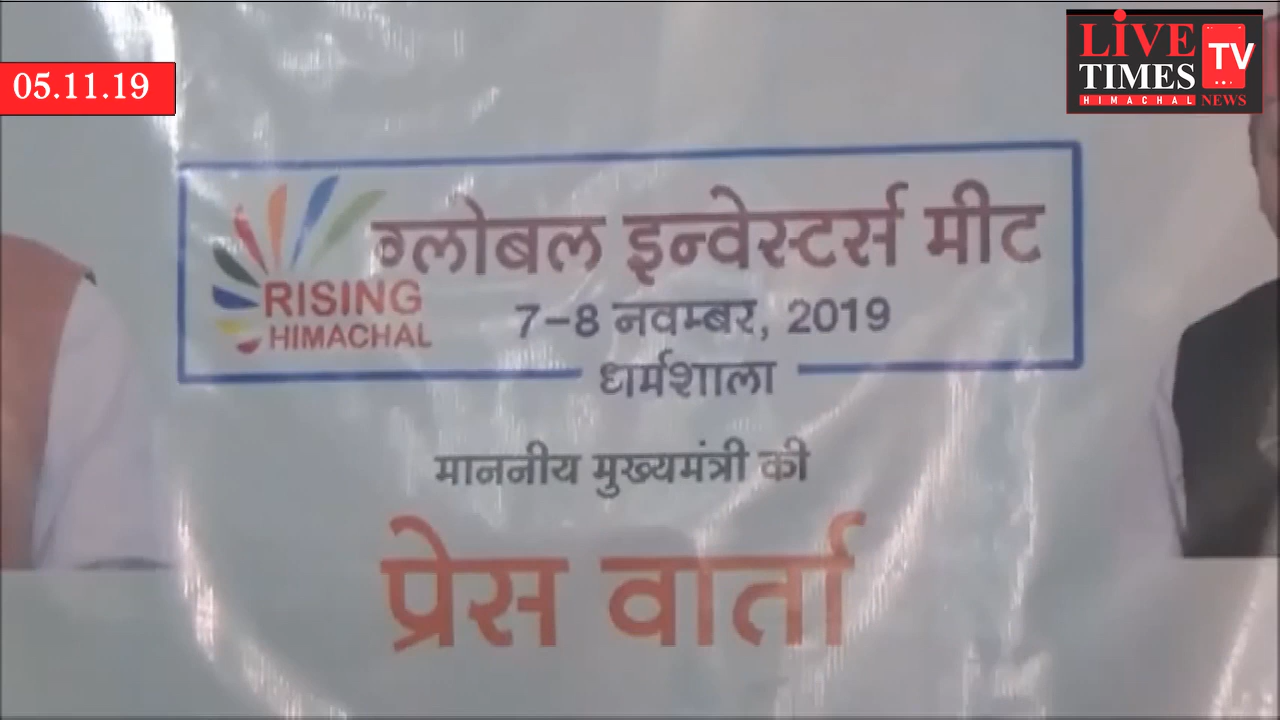 05.11.19
LiVE
TIMES
TV
HIMACHAL NEWS
ग्लोबल इन्वेस्टर्स मीट
RISING
HIMACHAL
7-8 नवम्बर, 2019
धर्मशाला
माननीय मुख्यमंत्री की
प्रेस वार्ता